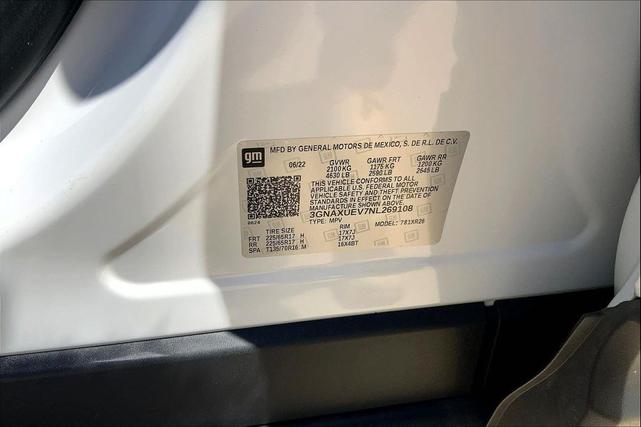 gm MFD BY GENERAL MOTORS DE MEXICO, S. DE R.L. DE C.V.
06/22 GVWR GAWR FRT GAWR RR
2100 KG 1175 KG 1200 KG
4630 LB 2590 LB 2645 LB
THIS VEHICLE CONFORMS TO ALL
APPLICABLE U.S. FEDERAL MOTOR
VEHICLE SAFETY AND THEFT PREVENTION
STANDARDS IN EFFECT ON THE DATE OF
MANUFACTURE SHOWN ABOVE.
3GNAXUEV7NL269108
TYPE: MPV MODEL: 781XR26
TIRE SIZE RIM
FRT 225/65R17 H 17X7J
RR 225/65R17 H 17X7J
SPA T135/70R16 M 16X4BT